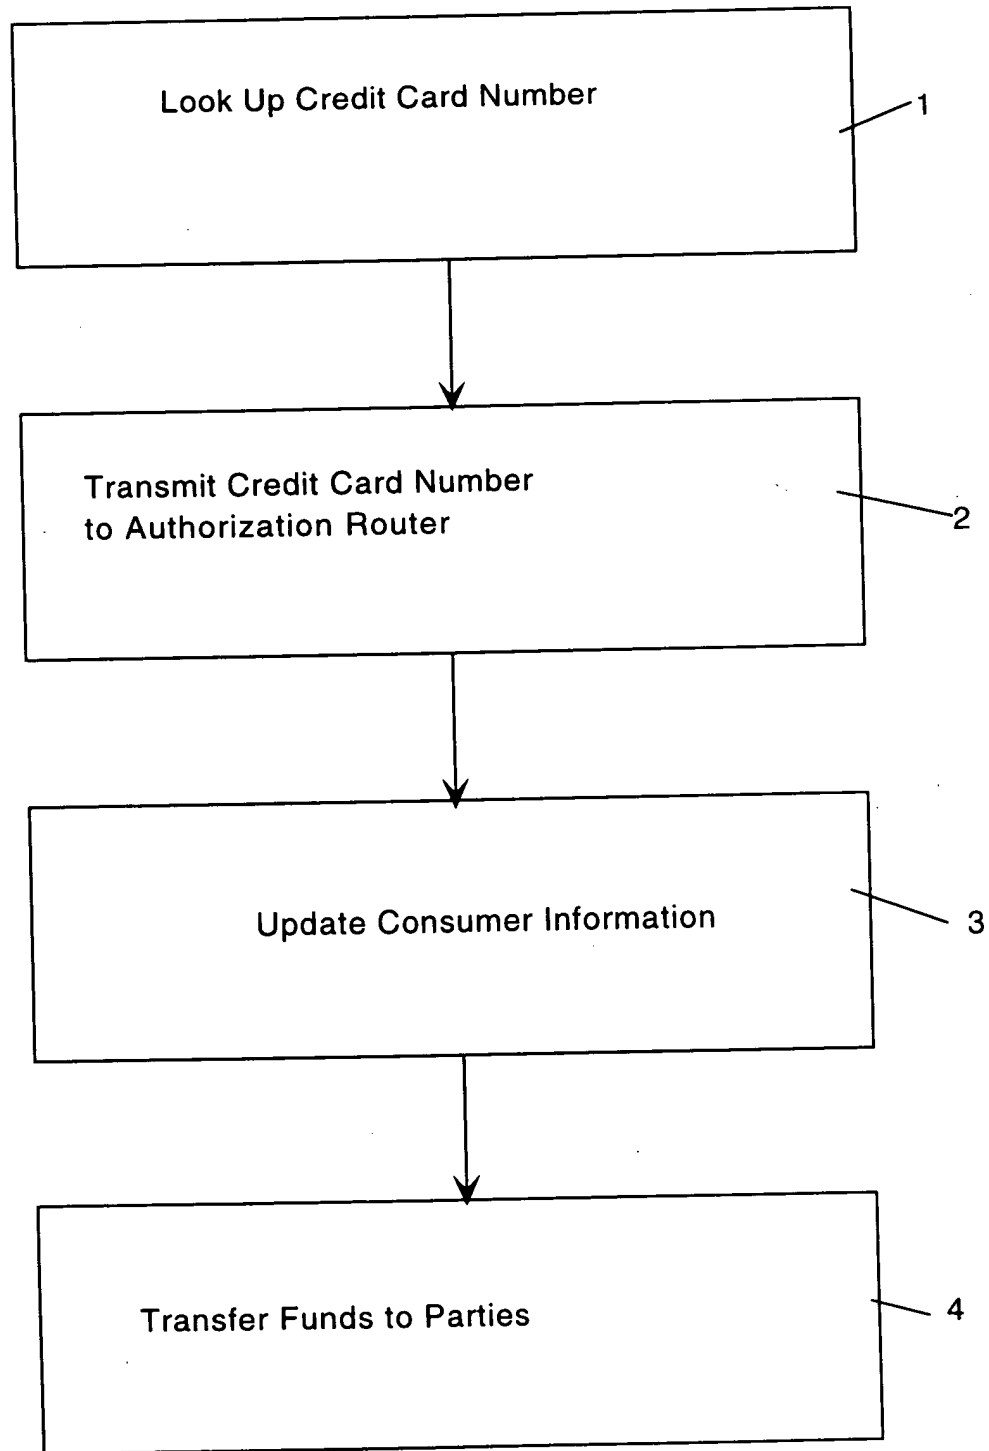 Look Up Credit Card Number
1
Transmit Credit Card Number
to Authorization Router
2
Update Consumer Information
3
Transfer Funds to Parties
4